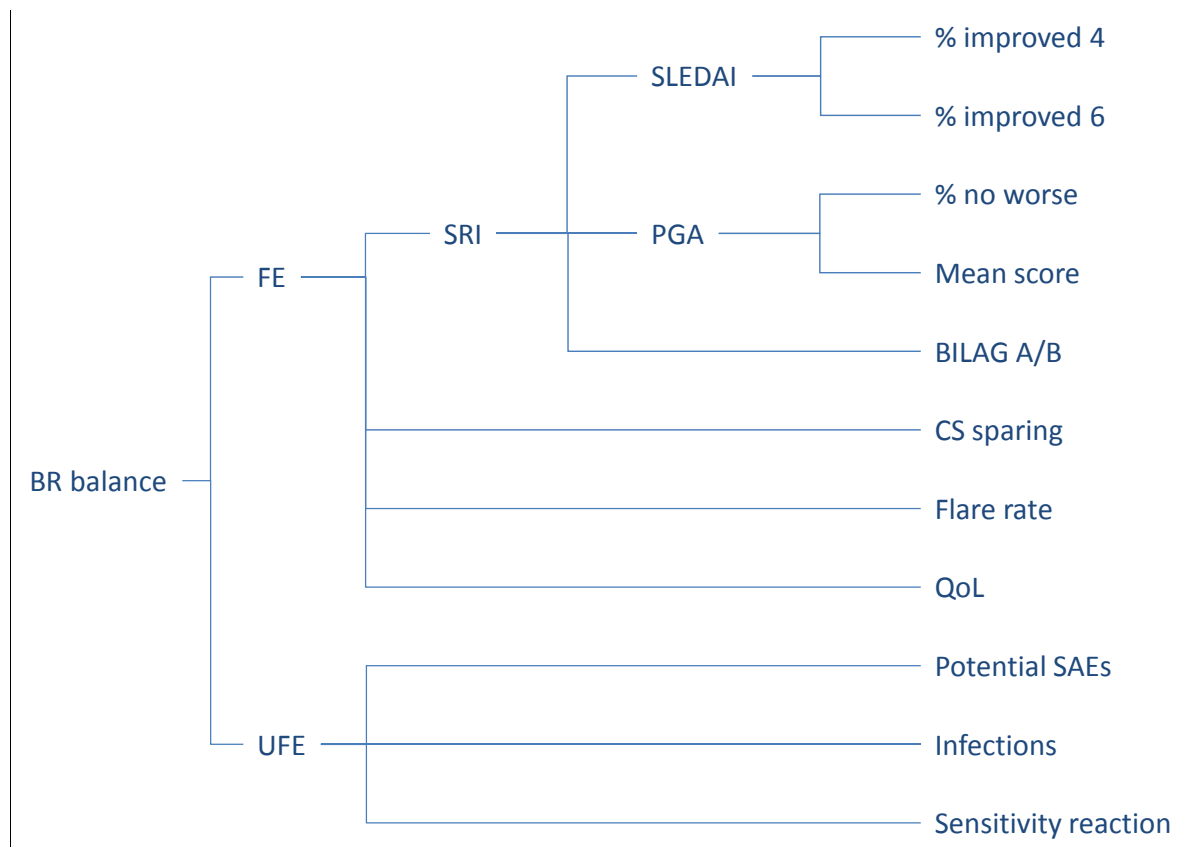 % improved 4
SLEDAI
% improved 6
% no worse
SRI
PGA
FE
Mean score
BILAG A/B
CS sparing
BR balance
Flare rate
QoL
Potential SAEs
UFE
Infections
Sensitivity reaction